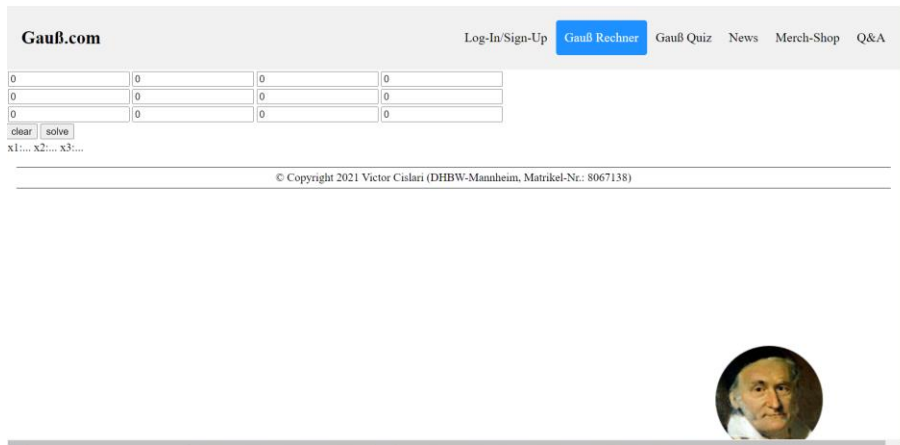 Gauß.com Log-In/Sign-Up Gauß Rechner Gauß Quiz News Merch-Shop Q&A
0 0 0 0
0 0 0 0
0 0 0 0
clear solve
x1:... x2:... x3:...
© Copyright 2021 Victor Cislari (DHBW-Mannheim, Matrikel-Nr.: 8067138)